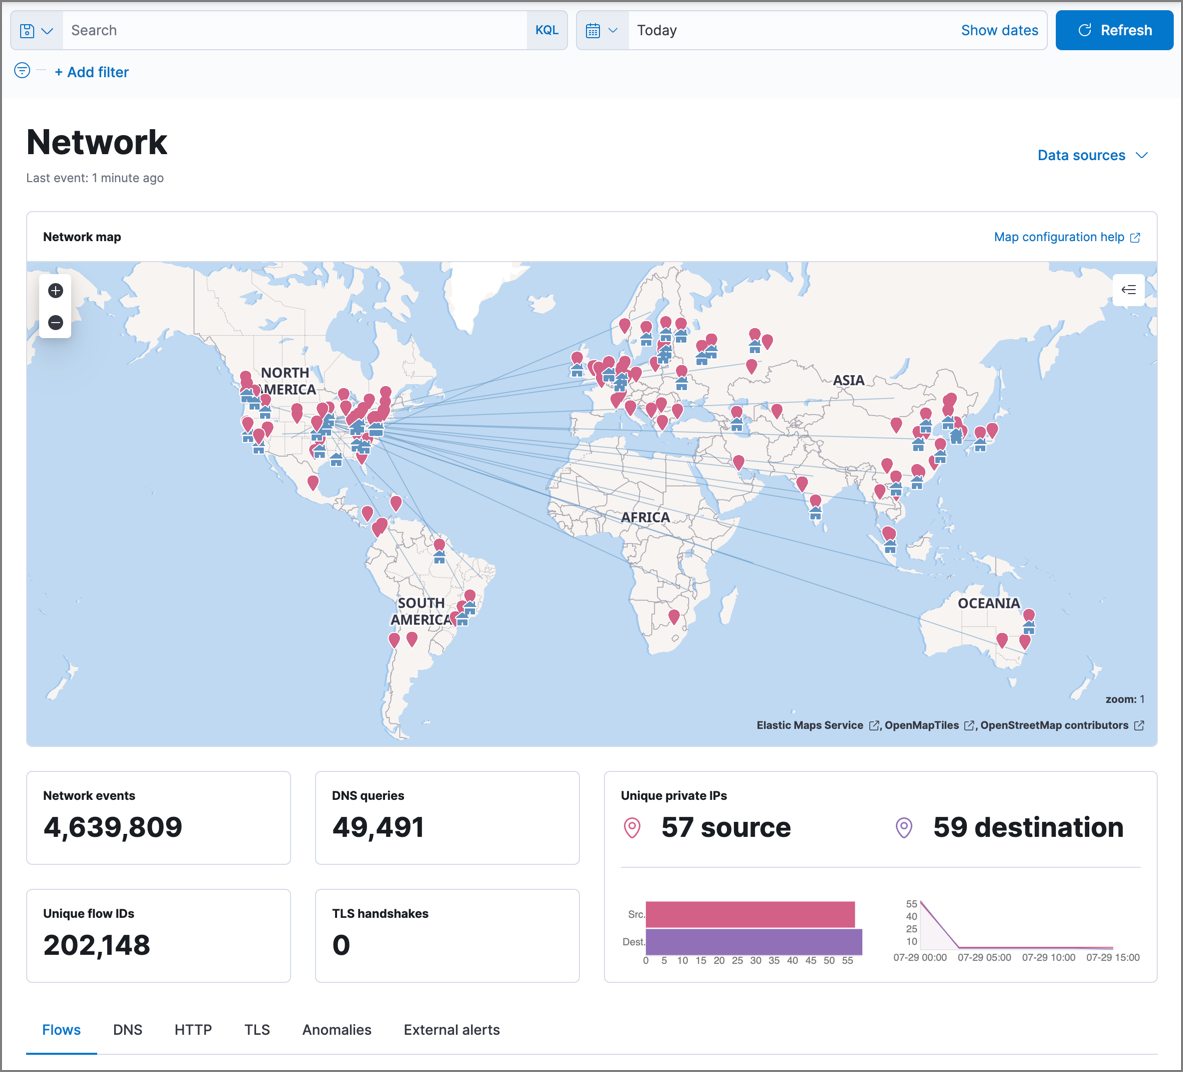 Search
KQL
Today
Show dates
Refresh
+ Add filter
Network
Last event: 1 minute ago
Data sources
Network map
Map configuration help
NORTH
AMERICA
ASIA
AFRICA
SOUTH
AMERICA
OCEANIA
zoom: 1
Elastic Maps Service , OpenMapTiles , OpenStreetMap contributors
Network events
4,639,809
DNS queries
49,491
Unique private IPs
57 source
59 destination
Unique flow IDs
202,148
TLS handshakes
0
Src.
Dest.
0 5 10 15 20 25 30 35 40 45 50 55
55
40
25
10
07-29 00:00 07-29 05:00 07-29 10:00 07-29 15:00
Flows DNS HTTP TLS Anomalies External alerts